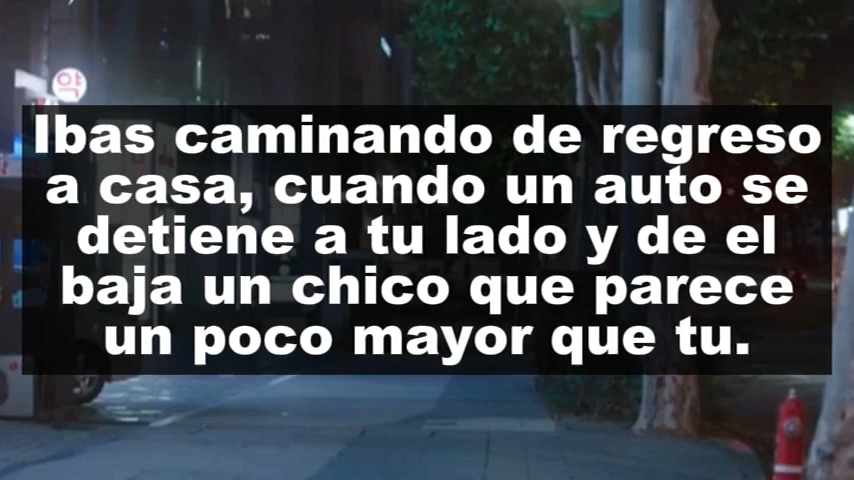 약
Ibas caminando de regreso
a casa, cuando un auto se
detiene a tu lado y de el
baja un chico que parece
un poco mayor que tu.